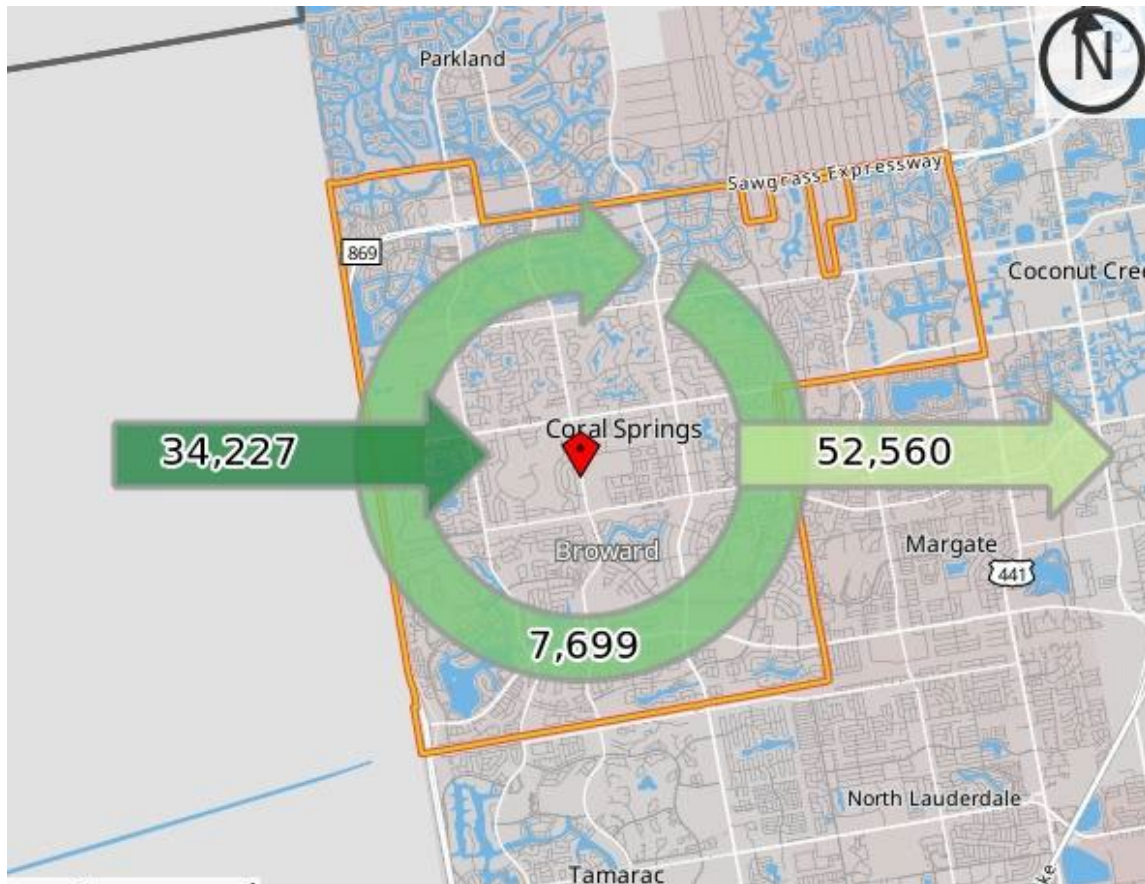 N
Parkland
Sawgrass Expressway
869
Coconut Cree
Coral Springs
34,227
52,560
Broward
Margate
441
7,699
North Lauderdale
Tamarac